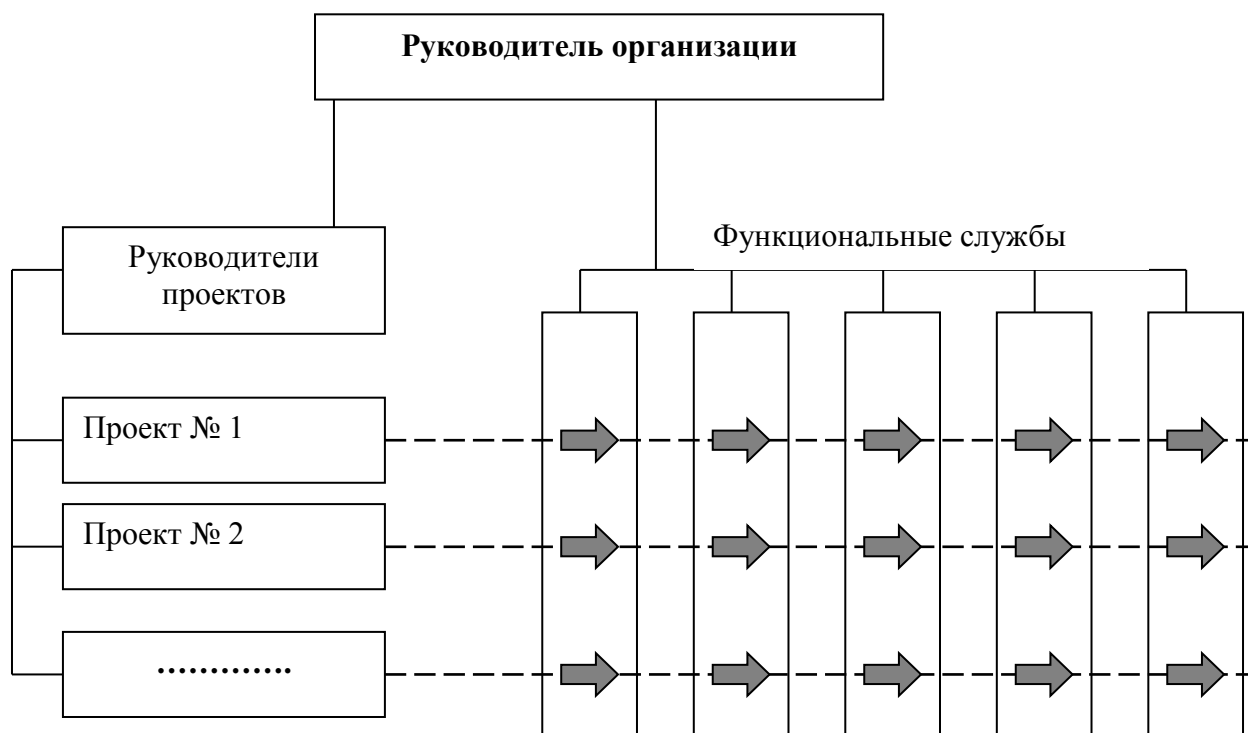 Руководитель организации
Функциональные службы
Руководители
проектов
Проект № 1
Проект № 2
.............